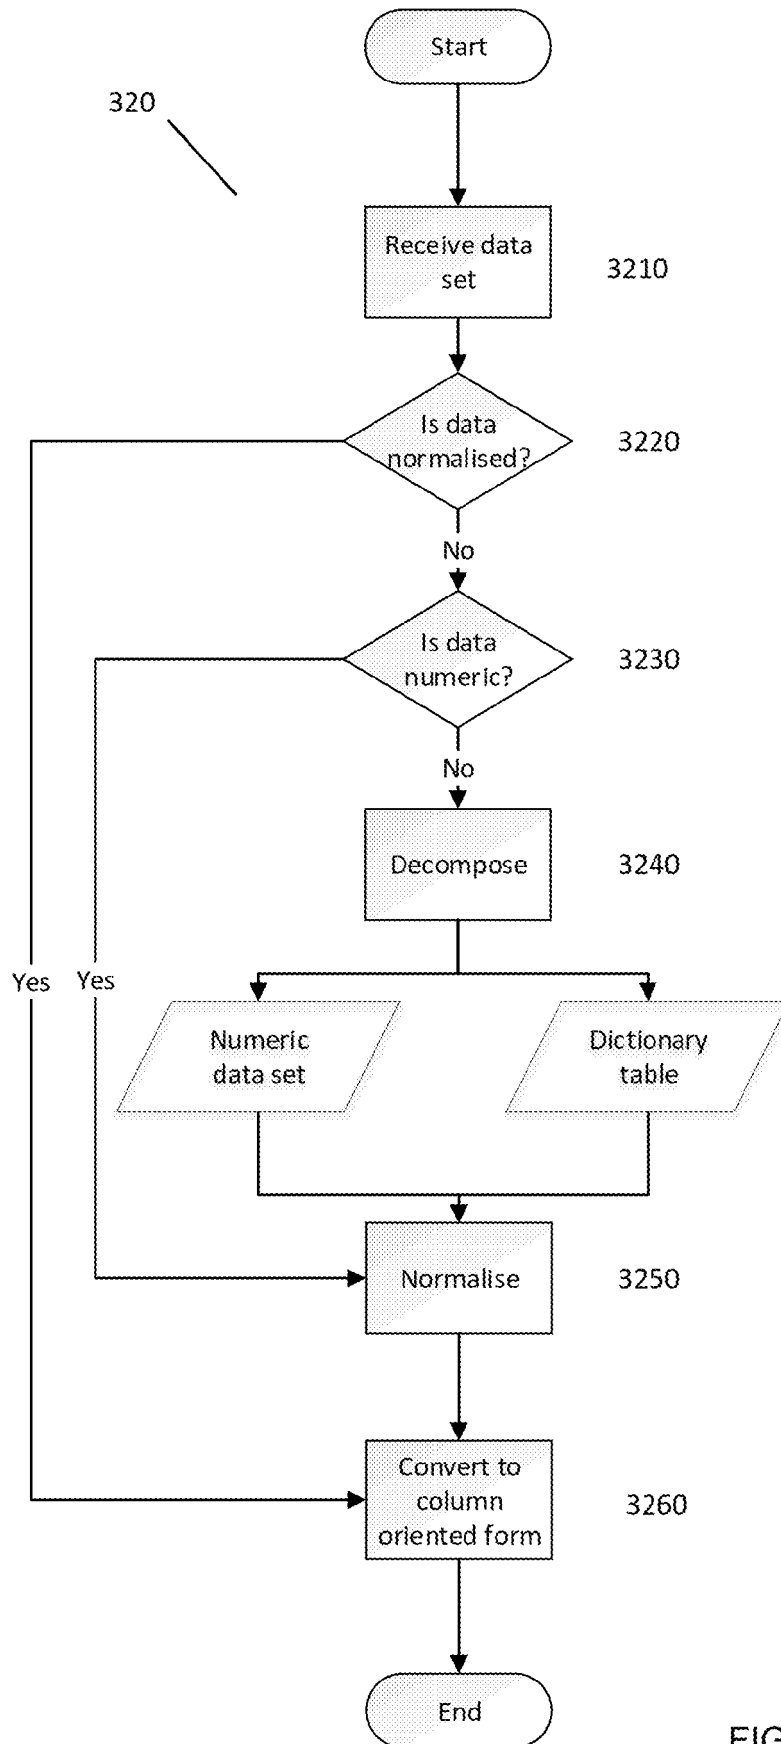 Start
320
Receive data
set
3210
Is data
normalised?
3220
No
Is data
numeric?
3230
No
Decompose
3240
Yes
Yes
Numeric
data set
Dictionary
table
Normalise
3250
Convert to
column
oriented form
3260
End
FIG